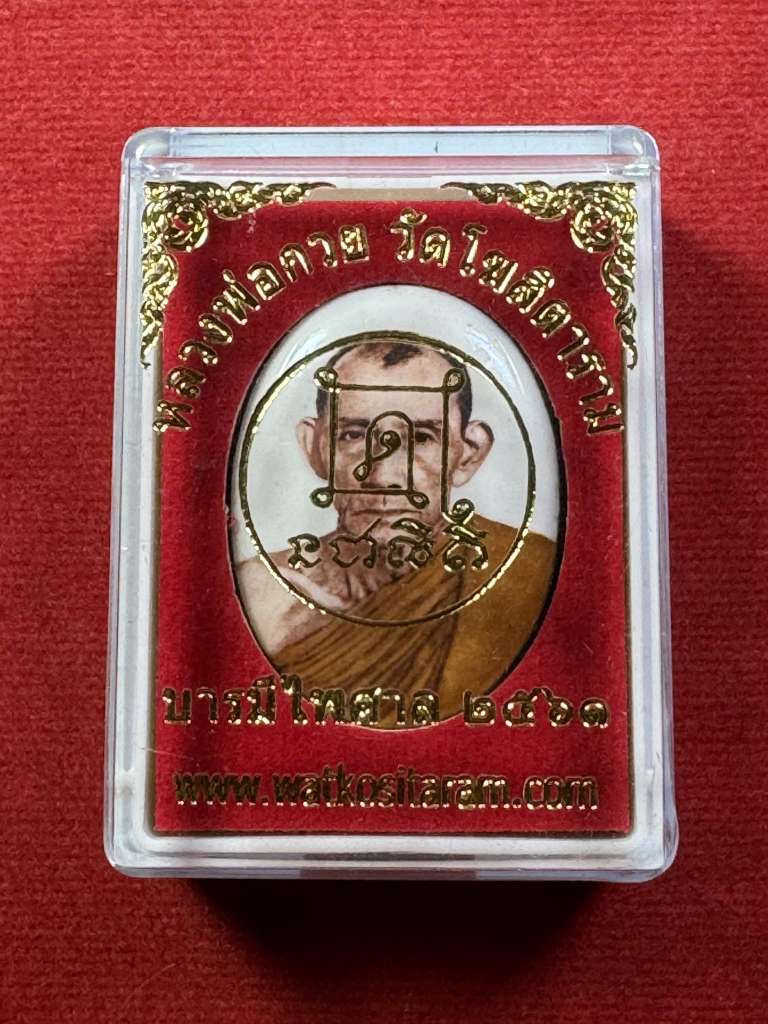 หลวงพ่อกวย วัดโฆสิตาราม
บารมีไพศาล ๒๕๖๑
www.watkositaram.com